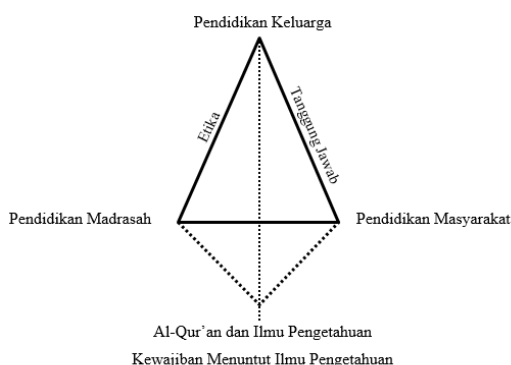 Pendidikan Keluarga
Etika
Tanggung Jawab
Pendidikan Madrasah
Pendidikan Masyarakat
Al-Qur’an dan Ilmu Pengetahuan
Kewajiban Menuntut Ilmu Pengetahuan